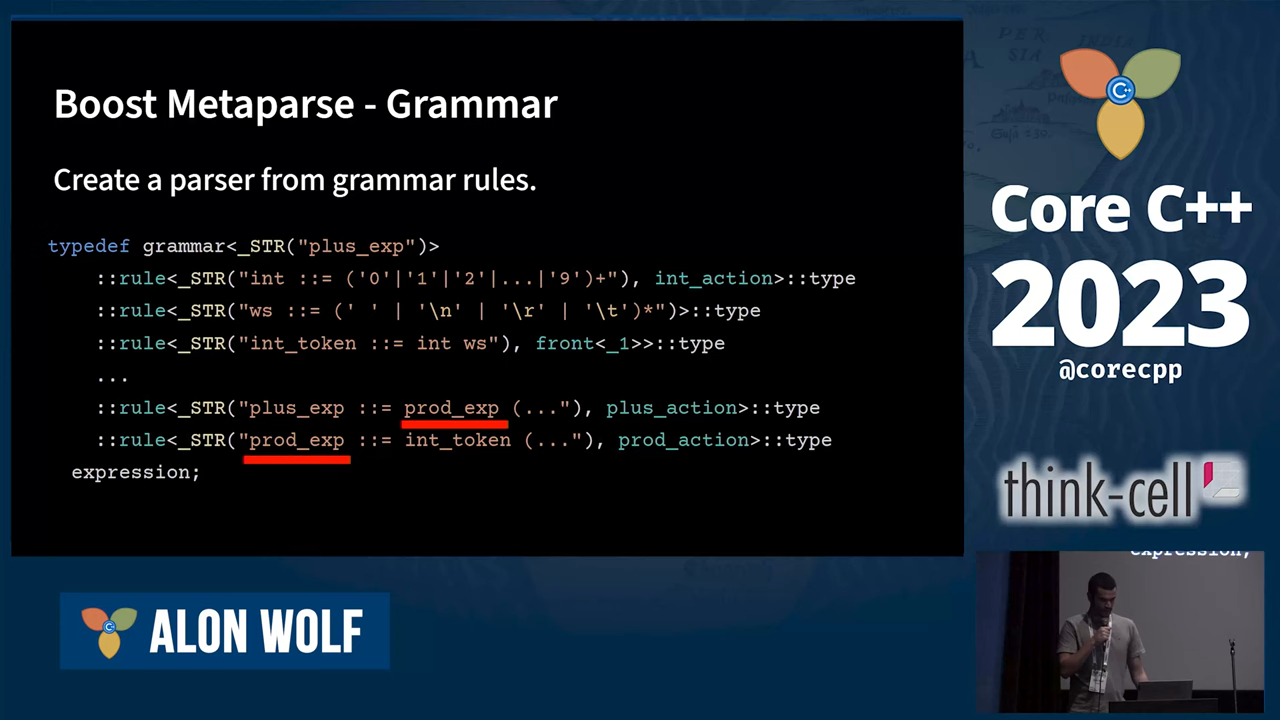 Boost Metaparse - Grammar
Create a parser from grammar rules.
typedef grammar<_STR("plus_exp")>
::rule<_STR("int ::= ('0'|'1'|'2'|...|'9')+"), int_action>::type
::rule<_STR("ws ::= (' ' | '\n' | '\r' | '\t')*")>::type
::rule<_STR("int_token ::= int ws"), front<_1>>::type
...
::rule<_STR("plus_exp ::= prod_exp (..."), plus_action>::type
::rule<_STR("prod_exp ::= int_token (..."), prod_action>::type
expression;
C++
Core C++
2023
@corecpp
think-cell
expression;
C++
ALON WOLF